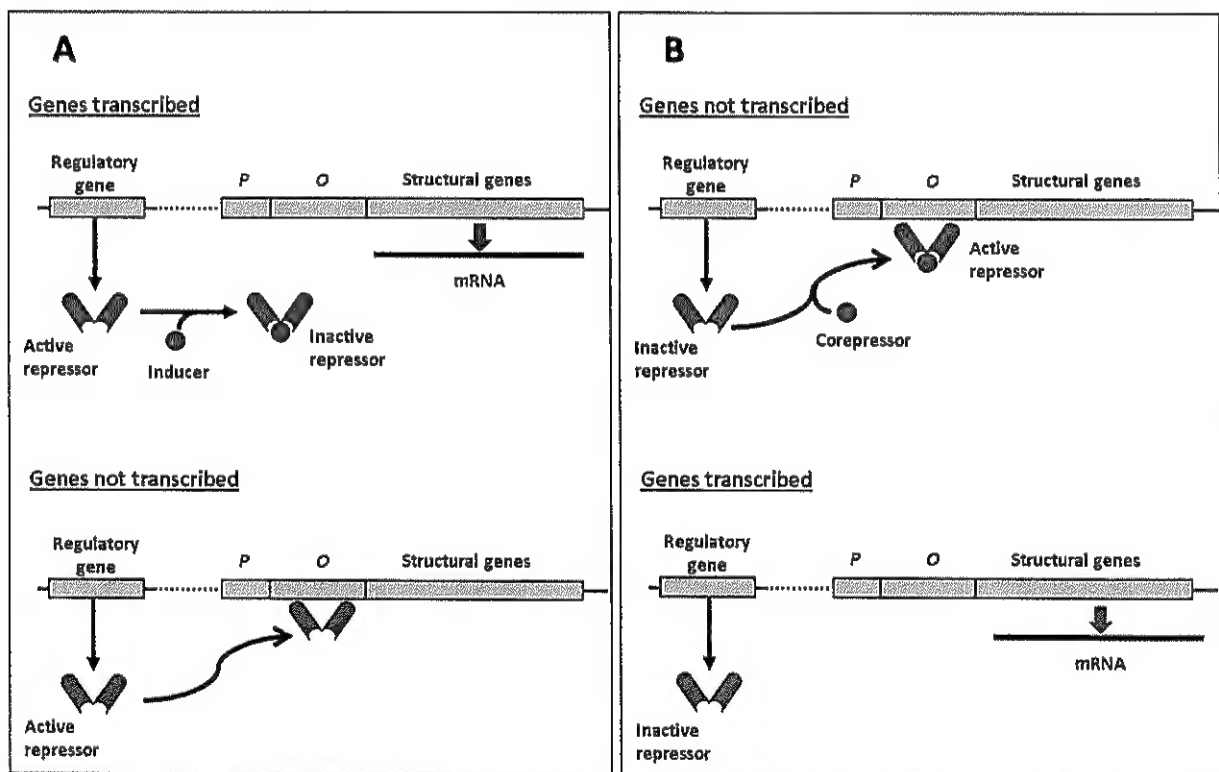 A
Genes transcribed
Regulatory
gene
P
O
Structural genes
mRNA
Active
repressor
Inducer
Inactive
repressor
Genes not transcribed
Regulatory
gene
P
O
Structural genes
Active
repressor
B
Genes not transcribed
Regulatory
gene
P
O
Structural genes
Active
repressor
Inactive
repressor
Corepressor
Genes transcribed
Regulatory
gene
P
O
Structural genes
mRNA
Inactive
repressor